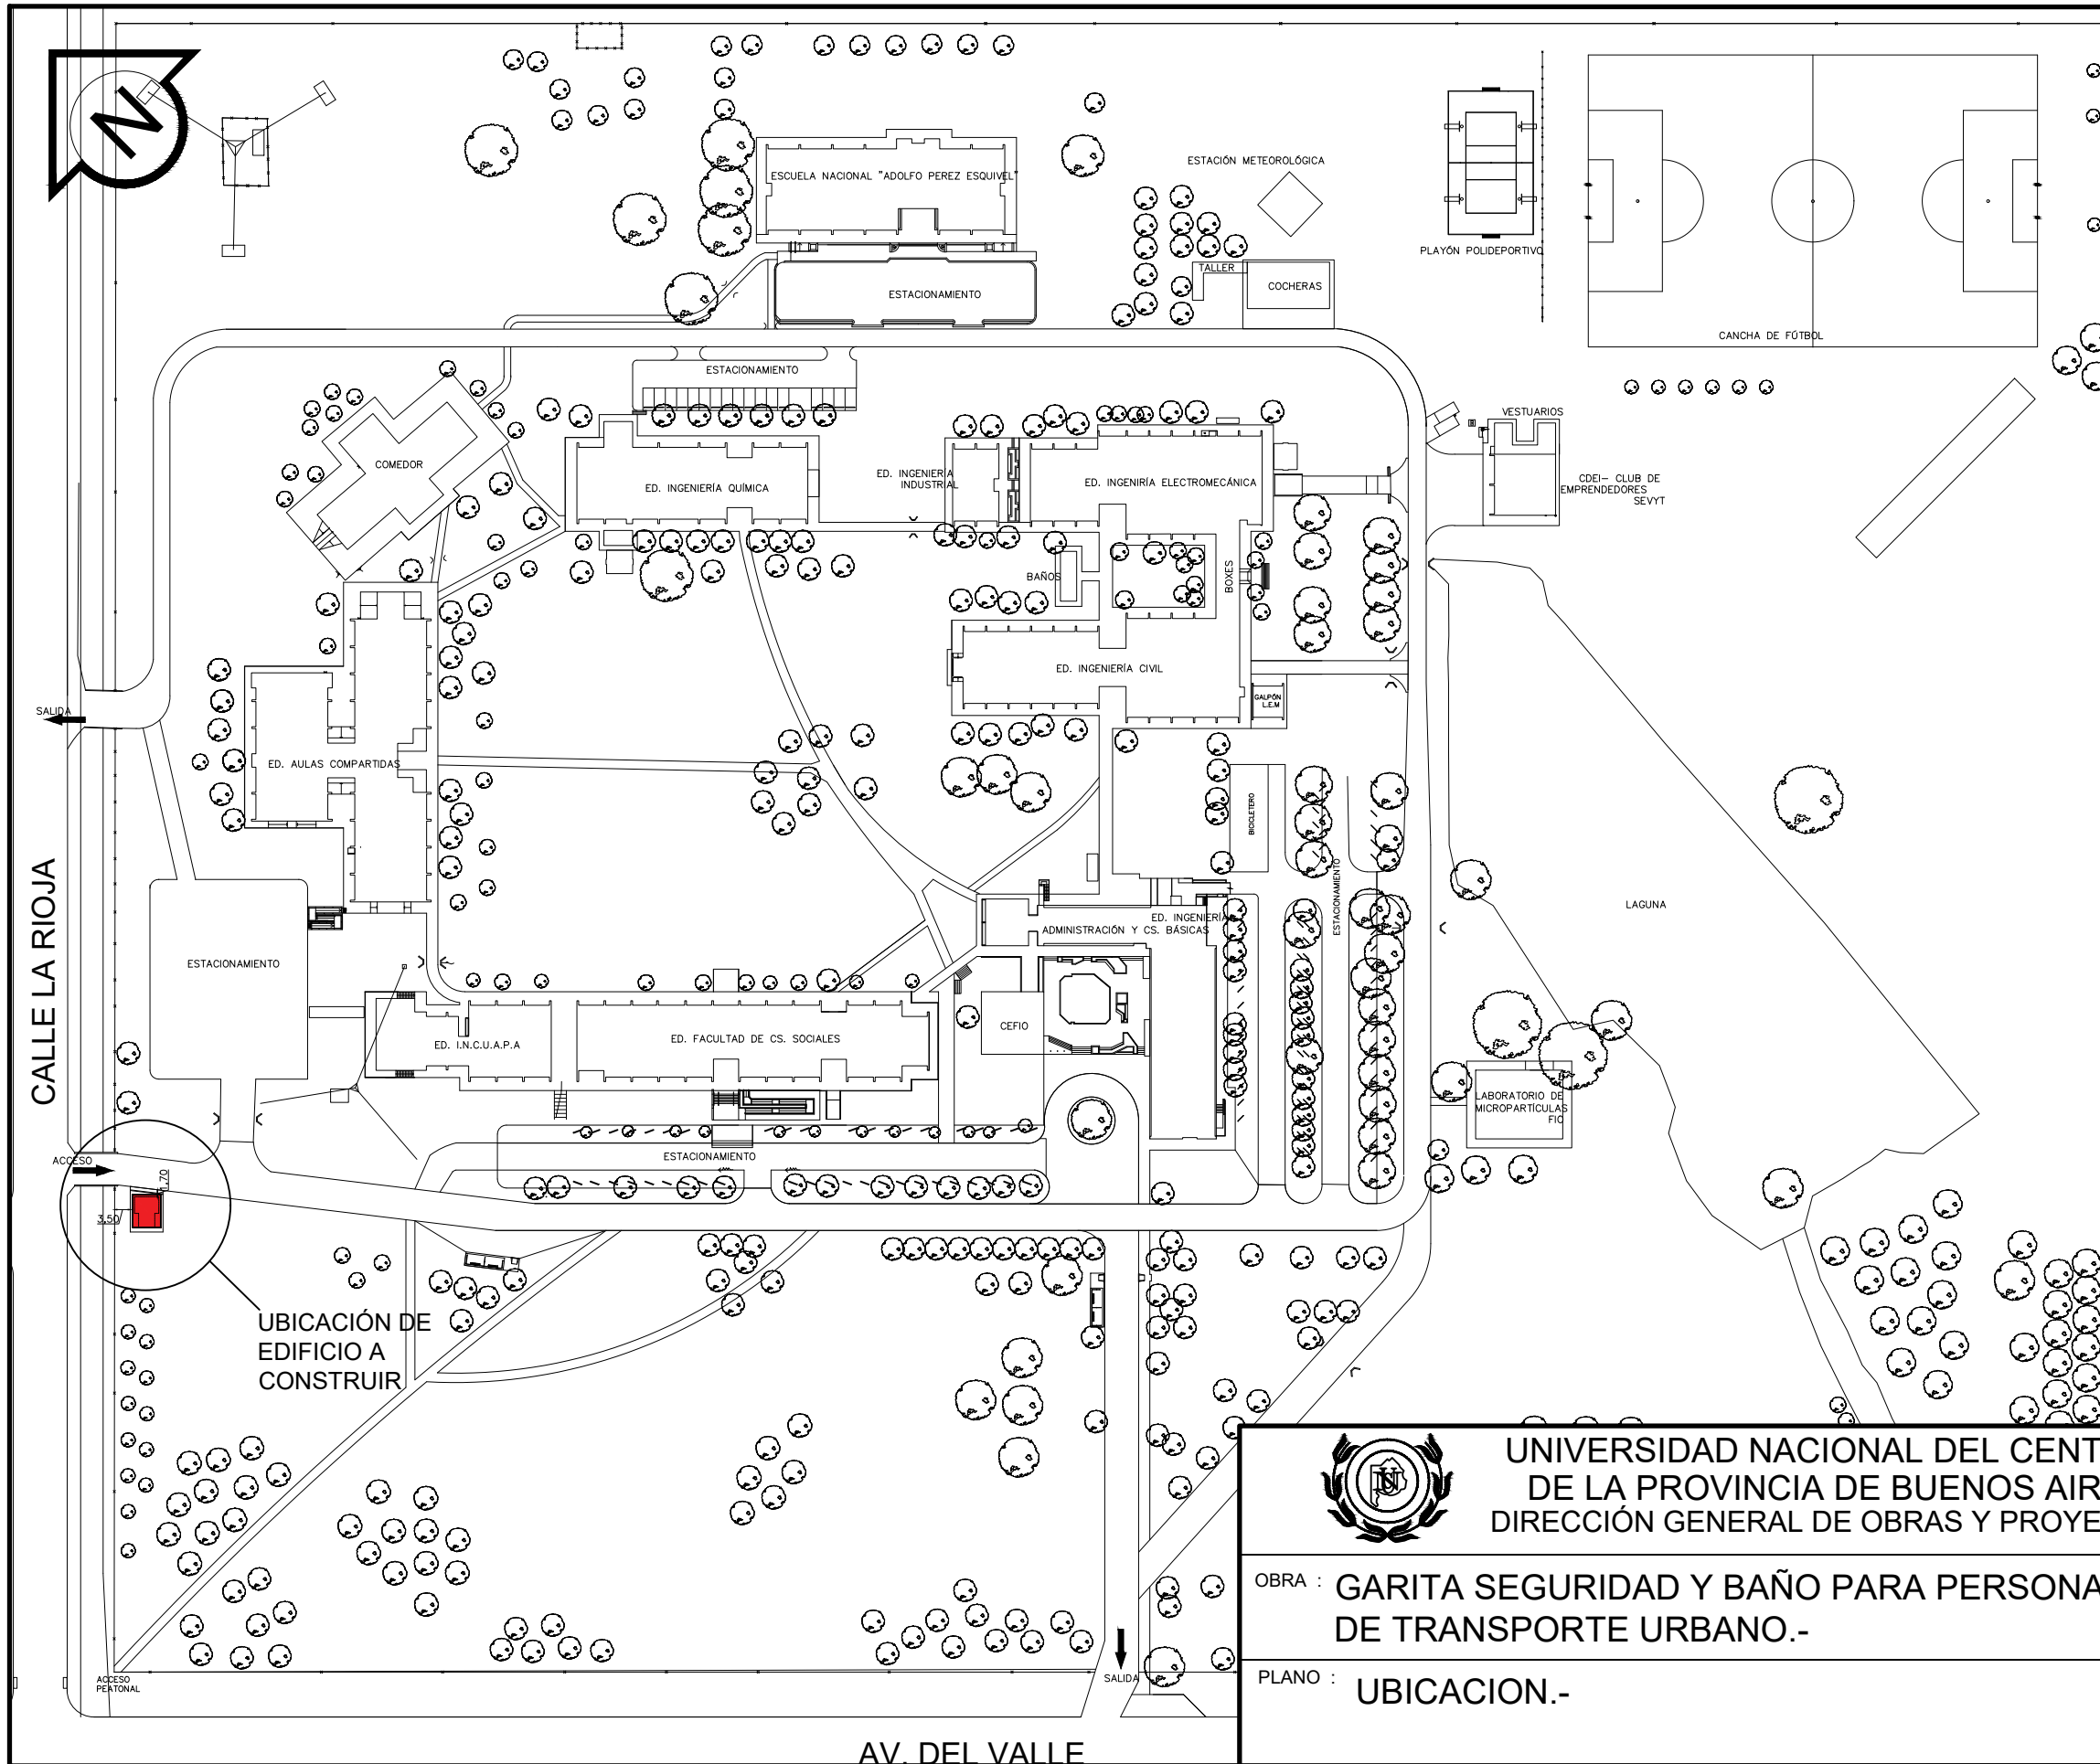 N
ESTACIÓN METEOROLÓGICA
ESCUELA NACIONAL "ADOLFO PEREZ ESQUIVEL"
PLAYÓN POLIDEPORTIVO
TALLER
COCHERAS
ESTACIONAMIENTO
CANCHA DE FÚTBOL
ESTACIONAMIENTO
VESTUARIOS
COMEDOR
ED. INGENIERÍA QUÍMICA
ED. INGENIERÍA
INDUSTRIAL
ED. INGENIRÍA ELECTROMECÁNICA
CDEI- CLUB DE
EMPRENDEDORES
SEVYT
BAÑOS
BOXES
ED. INGENIERÍA CIVIL
GALPÓN
L.E.M
SALIDA
ED. AULAS COMPARTIDAS
BICICLETERO
ESTACIONAMIENTO
CALLE LA RIOJA
LAGUNA
ED. INGENIERÍA
ADMINISTRACIÓN Y CS. BÁSICAS
ESTACIONAMIENTO
CEFIO
ED. I.N.C.U.A.P.A
ED. FACULTAD DE CS. SOCIALES
LABORATORIO DE
MICROPARTÍCULAS
FIO
ACCESO
ESTACIONAMIENTO
1,70
3,50
UBICACIÓN DE
EDIFICIO A
CONSTRUIR
UNIVERSIDAD NACIONAL DEL CENT
DE LA PROVINCIA DE BUENOS AIR
DIRECCIÓN GENERAL DE OBRAS Y PROYE
OBRA : GARITA SEGURIDAD Y BAÑO PARA PERSONA
DE TRANSPORTE URBANO.-
PLANO : UBICACION.-
ACCESO
PEATONAL
SALIDA
AV. DEL VALLE